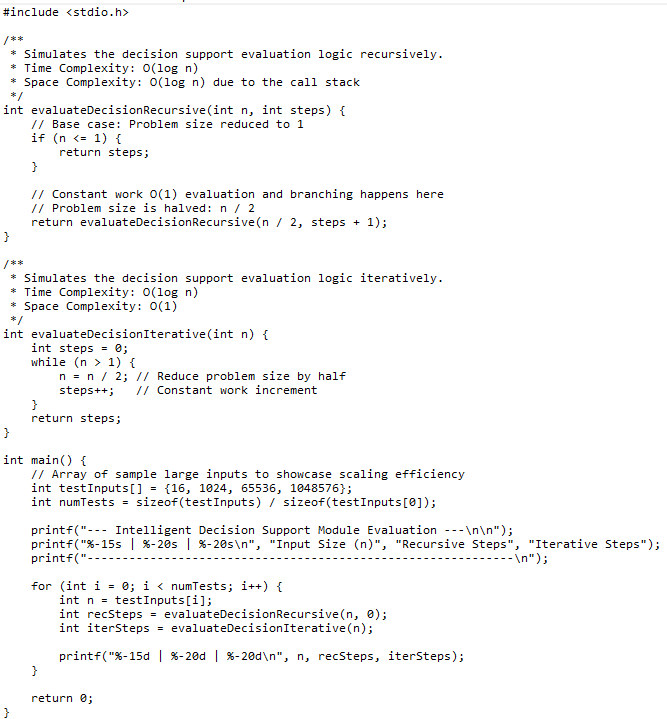 #include <stdio.h>

/**
 * Simulates the decision support evaluation logic recursively.
 * Time Complexity: O(log n)
 * Space Complexity: O(log n) due to the call stack
 */
int evaluateDecisionRecursive(int n, int steps) {
    // Base case: Problem size reduced to 1
    if (n <= 1) {
        return steps;
    }

    // Constant work O(1) evaluation and branching happens here
    // Problem size is halved: n / 2
    return evaluateDecisionRecursive(n / 2, steps + 1);
}

/**
 * Simulates the decision support evaluation logic iteratively.
 * Time Complexity: O(log n)
 * Space Complexity: O(1)
 */
int evaluateDecisionIterative(int n) {
    int steps = 0;
    while (n > 1) {
        n = n / 2; // Reduce problem size by half
        steps++;   // Constant work increment
    }
    return steps;
}

int main() {
    // Array of sample large inputs to showcase scaling efficiency
    int testInputs[] = {16, 1024, 65536, 1048576};
    int numTests = sizeof(testInputs) / sizeof(testInputs[0]);

    printf("--- Intelligent Decision Support Module Evaluation ---\n\n");
    printf("%-15s | %-20s | %-20s\n", "Input Size (n)", "Recursive Steps", "Iterative Steps");
    printf("-------------------------------------------------------------\n");

    for (int i = 0; i < numTests; i++) {
        int n = testInputs[i];
        int recSteps = evaluateDecisionRecursive(n, 0);
        int iterSteps = evaluateDecisionIterative(n);

        printf("%-15d | %-20d | %-20d\n", n, recSteps, iterSteps);
    }

    return 0;
}